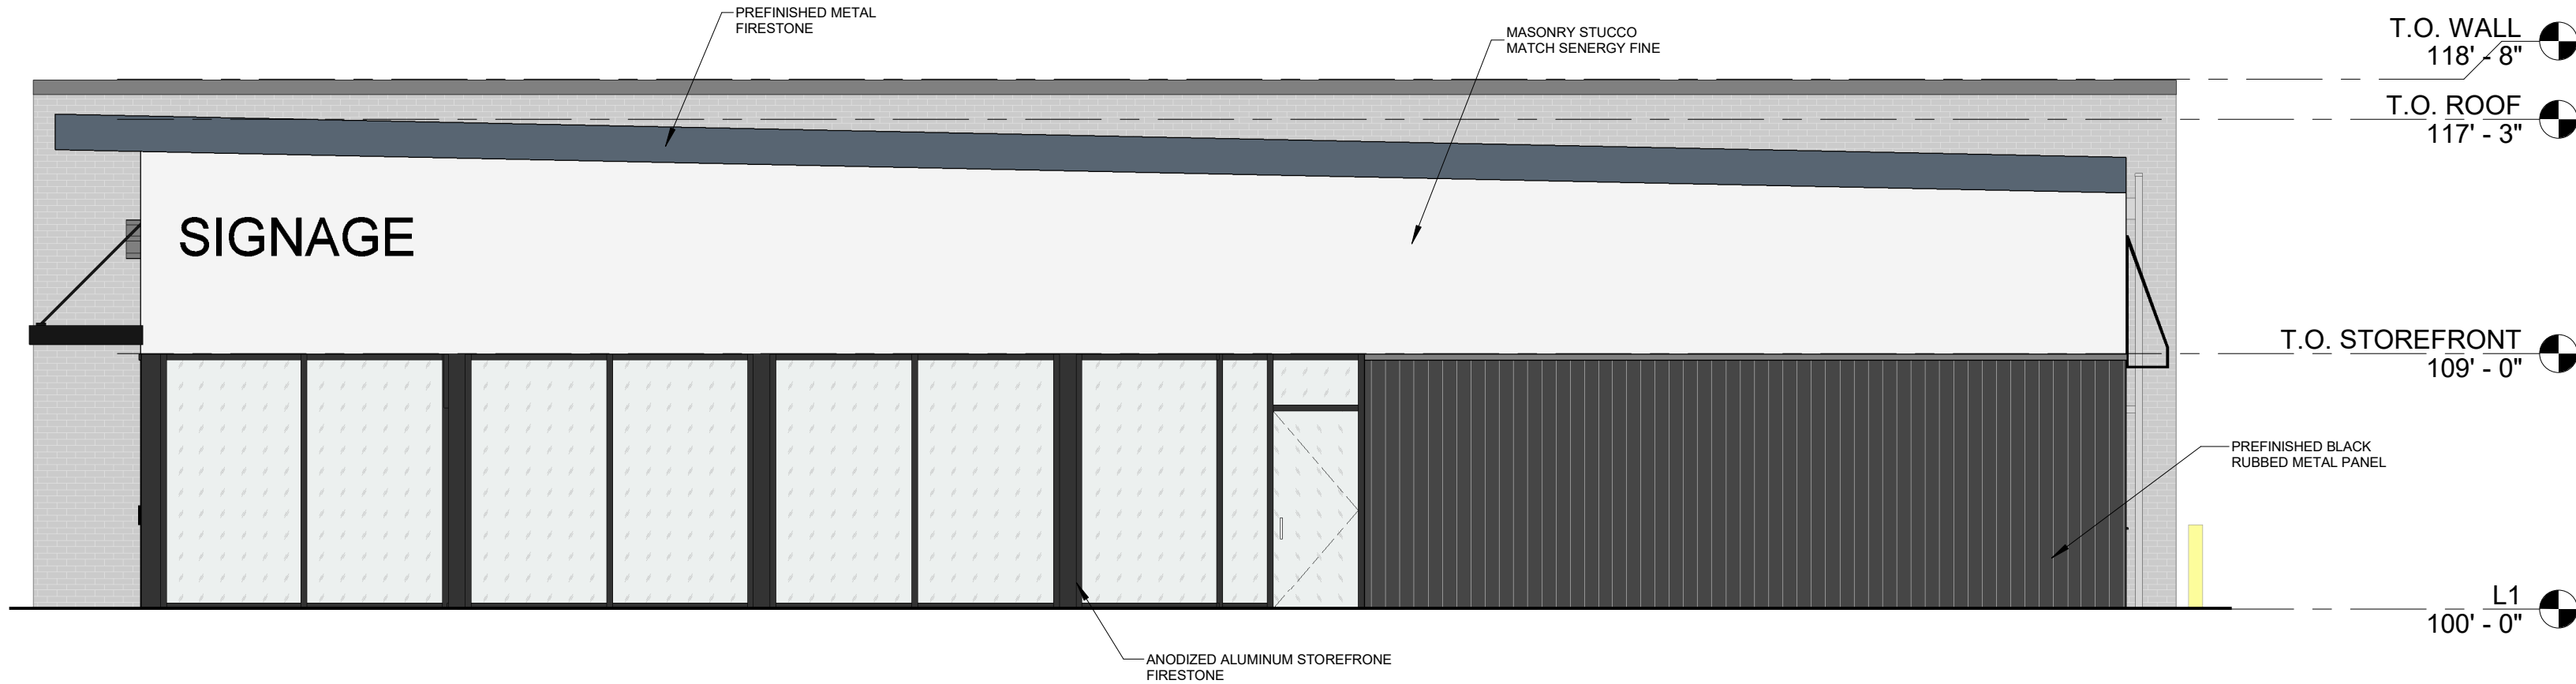 PREFINISHED METAL
FIRESTONE
MASONRY STUCCO
MATCH SENERGY FINE
T.O. WALL
118' - 8"
T.O. ROOF
117' - 3"
SIGNAGE
T.O. STOREFRONT
109' - 0"
PREFINISHED BLACK
RUBBED METAL PANEL
L1
100' - 0"
ANODIZED ALUMINUM STOREFRONE
FIRESTONE